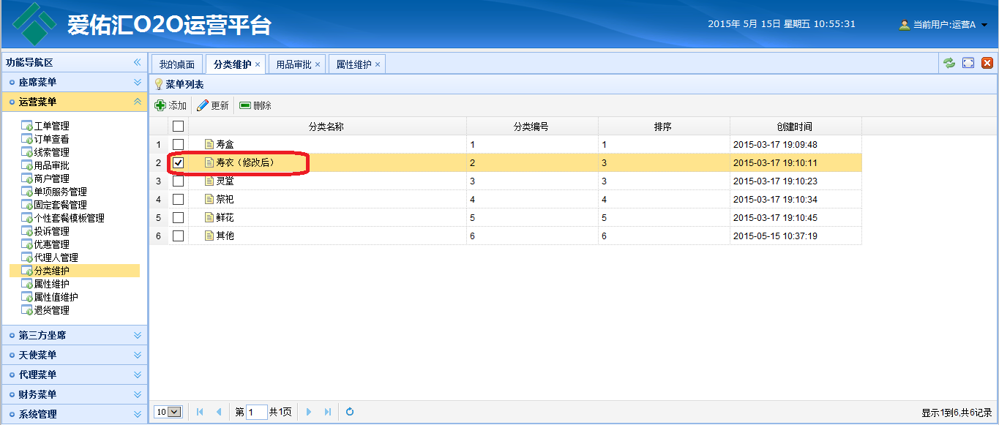 爱佑汇O2O运营平台
2015年 5月 15日 星期五 10:55:31
当前用户:运营A
功能导航区
座席菜单
运营菜单
工单管理
订单查看
线索管理
用品审批
商户管理
单项服务管理
固定套餐管理
个性套餐模板管理
投诉管理
优惠管理
代理人管理
分类维护
属性维护
属性值维护
退货管理
第三方坐席
天使菜单
代理菜单
财务菜单
系统管理
我的桌面 分类维护 × 用品审批 × 属性维护 ×
菜单列表
添加 更新 删除
分类名称 分类编号 排序 创建时间
1 寿盒 1 1 2015-03-17 19:09:48
2 寿衣（修改后） 2 3 2015-03-17 19:10:11
3 灵堂 3 3 2015-03-17 19:10:23
4 祭祀 4 4 2015-03-17 19:10:34
5 鲜花 5 5 2015-03-17 19:10:45
6 其他 6 6 2015-05-15 10:37:19
10 第 1 共1页 显示1到6,共6记录